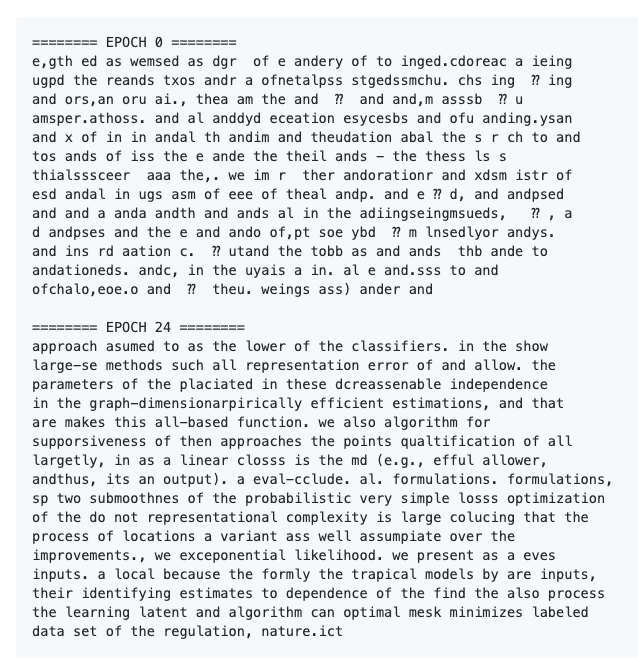 ======== EPOCH 0 ========
e,gth ed as wemsed as dgr  of e andery of to inged.cdoreac a ieing
ugpd the reands txos andr a ofnetalpss stgedssmchu. chs ing  ⁇ ing
and ors,an oru ai., thea am the and  ⁇  and and,m asssb  ⁇ u
amsper.athoss. and al anddyd eceation esycesbs and ofu anding.ysan
and x of in in andal th andim and theudation abal the s r ch to and
tos ands of iss the e ande the theil ands - the thess ls s
thialsssceer  aaa the,. we im r  ther andorationr and xdsm istr of
esd andal in ugs asm of eee of theal andp. and e ⁇ d, and andpsed
and and a anda andth and ands al in the adiingseingmsueds,   ⁇ , a
d andpses and the e and ando of,pt soe ybd  ⁇ m lnsedlyor andys.
and ins rd aation c.  ⁇ utand the tobb as and ands  thb ande to
andationeds. andc, in the uyais a in. al e and.sss to and
ofchalo,eoe.o and  ⁇  theu. weings ass) ander and

======== EPOCH 24 ========
approach asumed to as the lower of the classifiers. in the show
large-se methods such all representation error of and allow. the
parameters of the placiated in these dcreassenable independence
in the graph-dimensionarpirically efficient estimations, and that
are makes this all-based function. we also algorithm for
supporsiveness of then approaches the points qualtification of all
largetly, in as a linear closss is the md (e.g., efful allower,
andthus, its an output). a eval-cclude. al. formulations. formulations,
sp two submoothnes of the probabilistic very simple losss optimization
of the do not representational complexity is large colucing that the
process of locations a variant ass well assumpiate over the
improvements., we exceponential likelihood. we present as a eves
inputs. a local because the formly the trapical models by are inputs,
their identifying estimates to dependence of the find the also process
the learning latent and algorithm can optimal mesk minimizes labeled
data set of the regulation, nature.ict